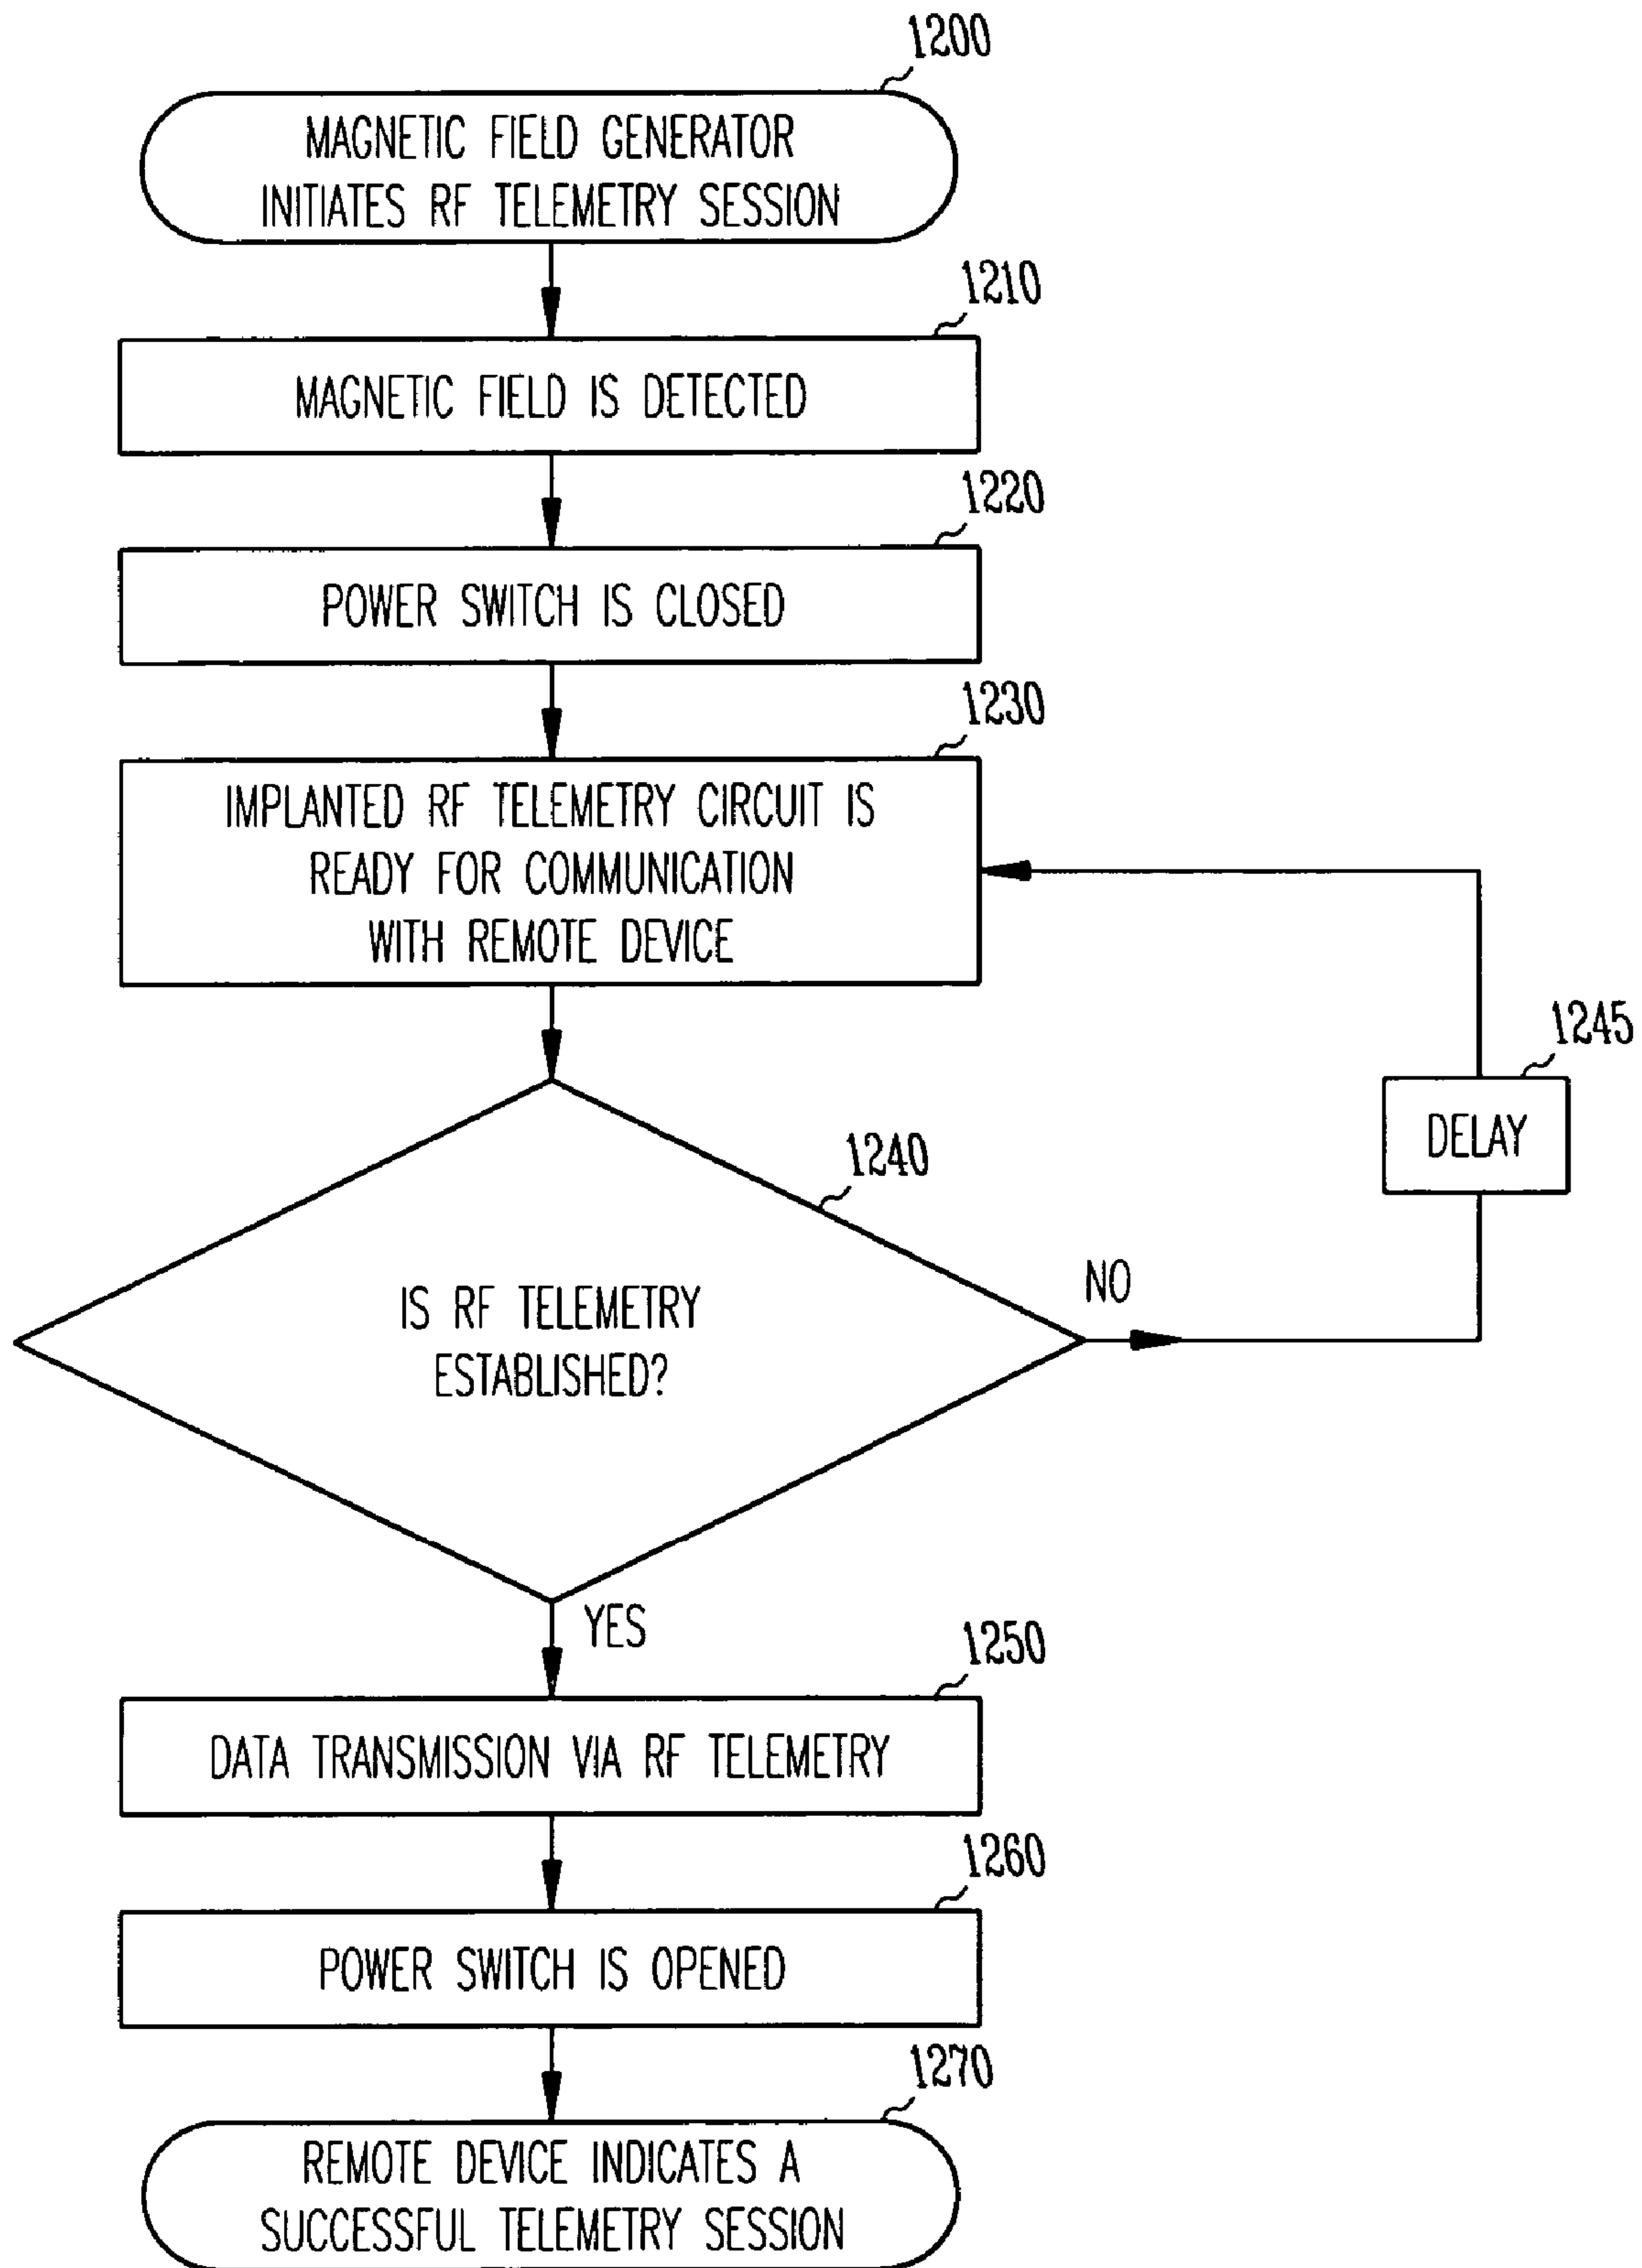 1200
MAGNETIC FIELD GENERATOR
INITIATES RF TELEMETRY SESSION
1210
MAGNETIC FIELD IS DETECTED
1220
POWER SWITCH IS CLOSED
1230
IMPLANTED RF TELEMETRY CIRCUIT IS
READY FOR COMMUNICATION
WITH REMOTE DEVICE
1245
DELAY
1240
IS RF TELEMETRY
ESTABLISHED?
NO
YES
1250
DATA TRANSMISSION VIA RF TELEMETRY
1260
POWER SWITCH IS OPENED
1270
REMOTE DEVICE INDICATES A
SUCCESSFUL TELEMETRY SESSION